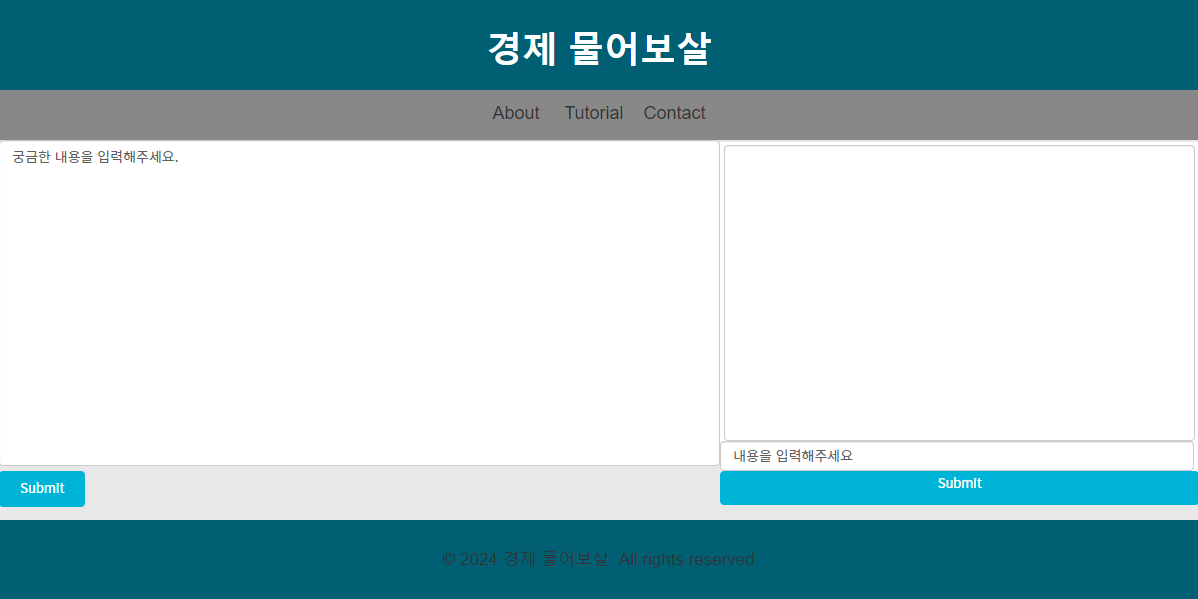 경제 물어보살
About Tutorial Contact
궁금한 내용을 입력해주세요.
내용을 입력해주세요
Submit
Submit
© 2024 경제 물어보살. All rights reserved